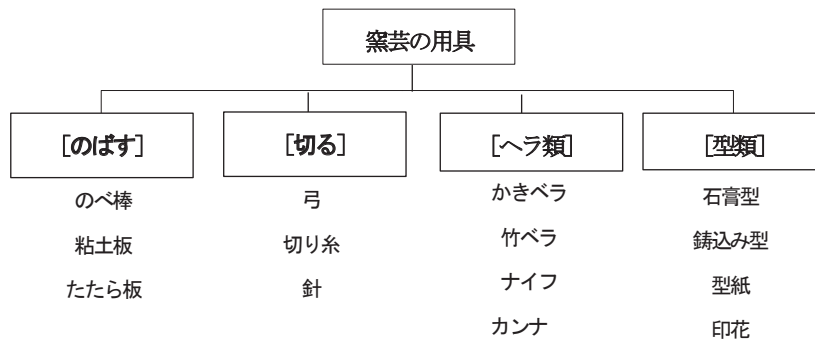 窯芸の用具
[のばす]
のべ棒
粘土板
たたら板
[切る]
弓
切り糸
針
[ヘラ類]
かきベラ
竹ベラ
ナイフ
カンナ
[型類]
石膏型
鋳込み型
型紙
印花